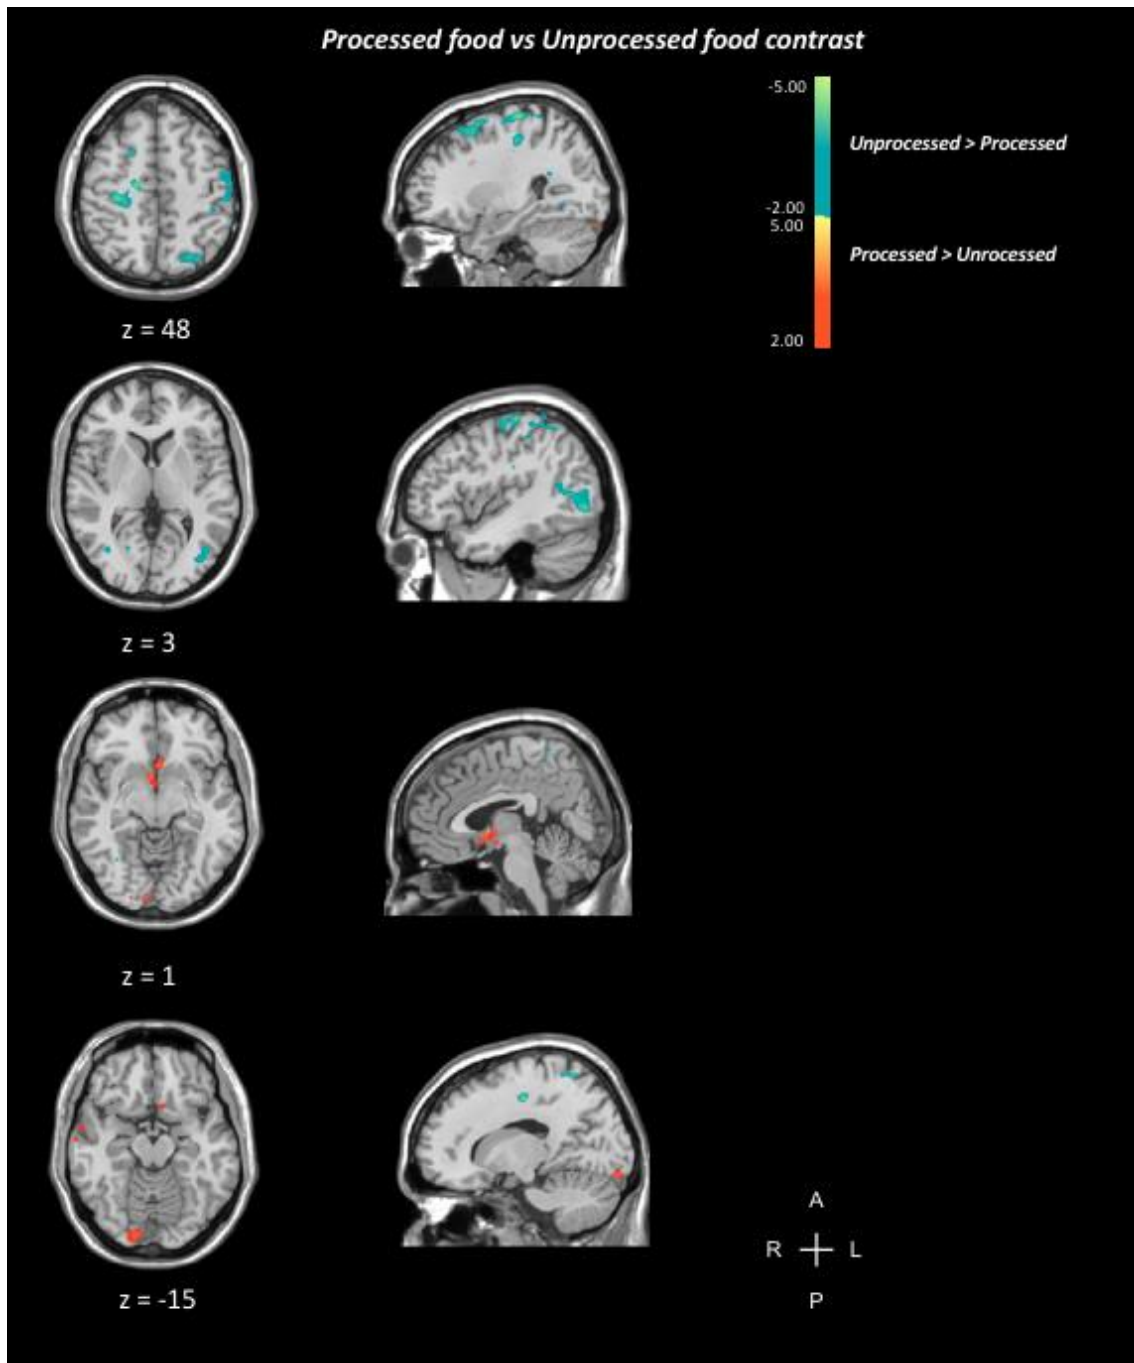 Processed food vs Unprocessed food contrast
-5.00
Unprocessed > Processed
-2.00
5.00
Processed > Unrocessed
2.00
z = 48
z = 3
z = 1
z = -15
A
R L
P